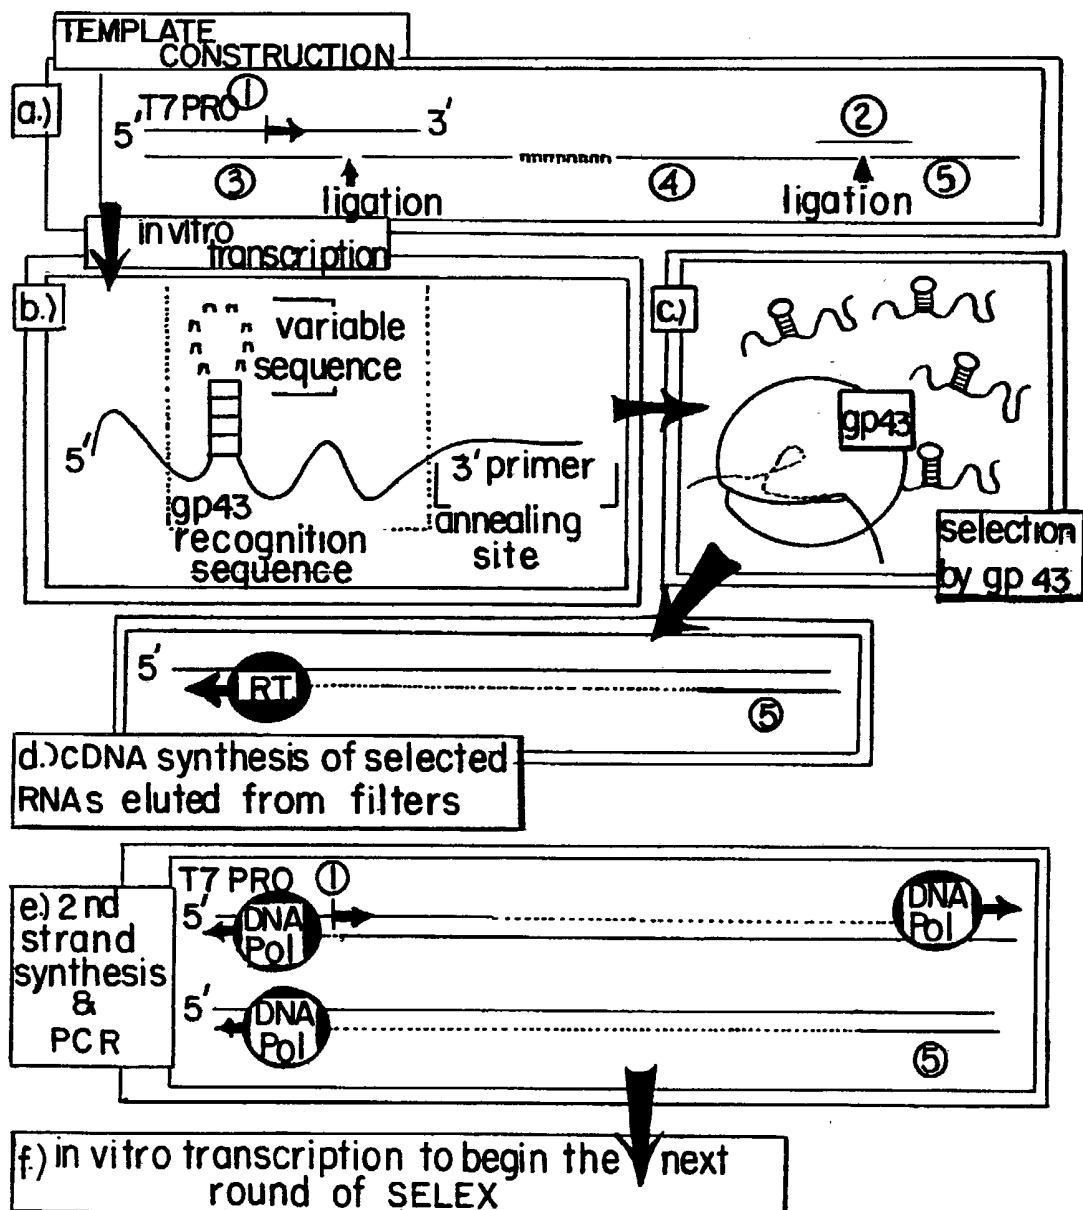 TEMPLATE
CONSTRUCTION
a.)
T7 PRO ①
5' 3'
②
③ ④ ⑤
ligation ligation
in vitro
transcription
b.)
variable
sequence
5'
3' primer
annealing
site
gp43
recognition
sequence
c.)
gp43
selection
by gp 43
5'
RT.
⑤
d.) cDNA synthesis of selected
RNAs eluted from filters
e.) 2nd
strand
synthesis
&
PCR
T7 PRO ①
5'
DNA
Pol
DNA
Pol
5'
DNA
Pol
⑤
f.) in vitro transcription to begin the next
round of SELEX